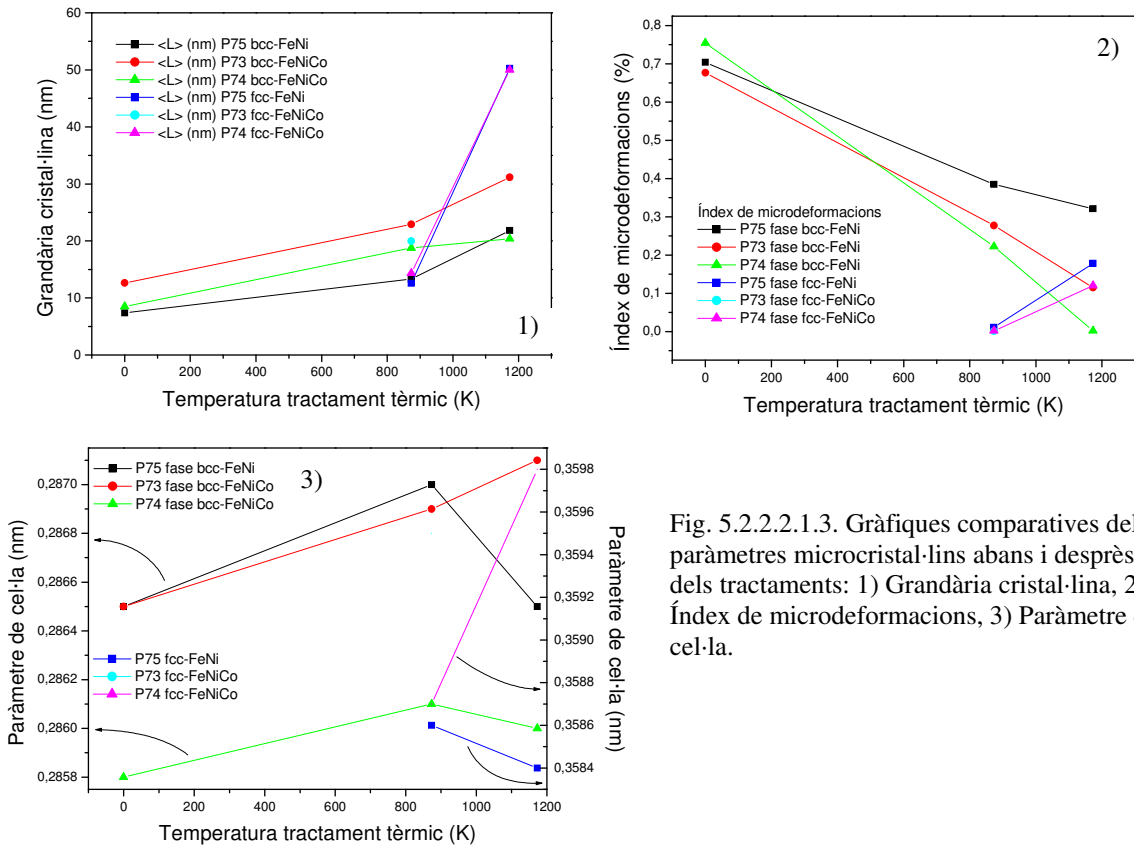 60
50
40
30
20
10
0
Grandària cristal·lina (nm)
<L> (nm) P75 bcc-FeNi
<L> (nm) P73 bcc-FeNiCo
<L> (nm) P74 bcc-FeNiCo
<L> (nm) P75 fcc-FeNi
<L> (nm) P73 fcc-FeNiCo
<L> (nm) P74 fcc-FeNiCo
1)
0 200 400 600 800 1000 1200
Temperatura tractament tèrmic (K)
0,8
0,7
0,6
0,5
0,4
0,3
0,2
0,1
0,0
Índex de microdeformacions (%)
2)
Índex de microdeformacions
P75 fase bcc-FeNi
P73 fase bcc-FeNi
P74 fase bcc-FeNi
P75 fase fcc-FeNi
P73 fase fcc-FeNiCo
P74 fase fcc-FeNiCo
0 200 400 600 800 1000 1200
Temperatura tractament tèrmic (K)
0,2870
0,2868
0,2866
0,2864
0,2862
0,2860
0,2858
Paràmetre de cel·la (nm)
P75 fase bcc-FeNi
P73 fase bcc-FeNiCo
P74 fase bcc-FeNiCo
3)
P75 fcc-FeNi
P73 fcc-FeNiCo
P74 fcc-FeNiCo
0,3598
0,3596
0,3594
0,3592
0,3590
0,3588
0,3586
0,3584
Paràmetre de cel·la (nm)
0 200 400 600 800 1000 1200
Temperatura tractament tèrmic (K)
Fig. 5.2.2.2.1.3. Gràfiques comparatives del
paràmetres microcristal·lins abans i desprès
dels tractaments: 1) Grandària cristal·lina, 2
Índex de microdeformacions, 3) Paràmetre
cel·la.